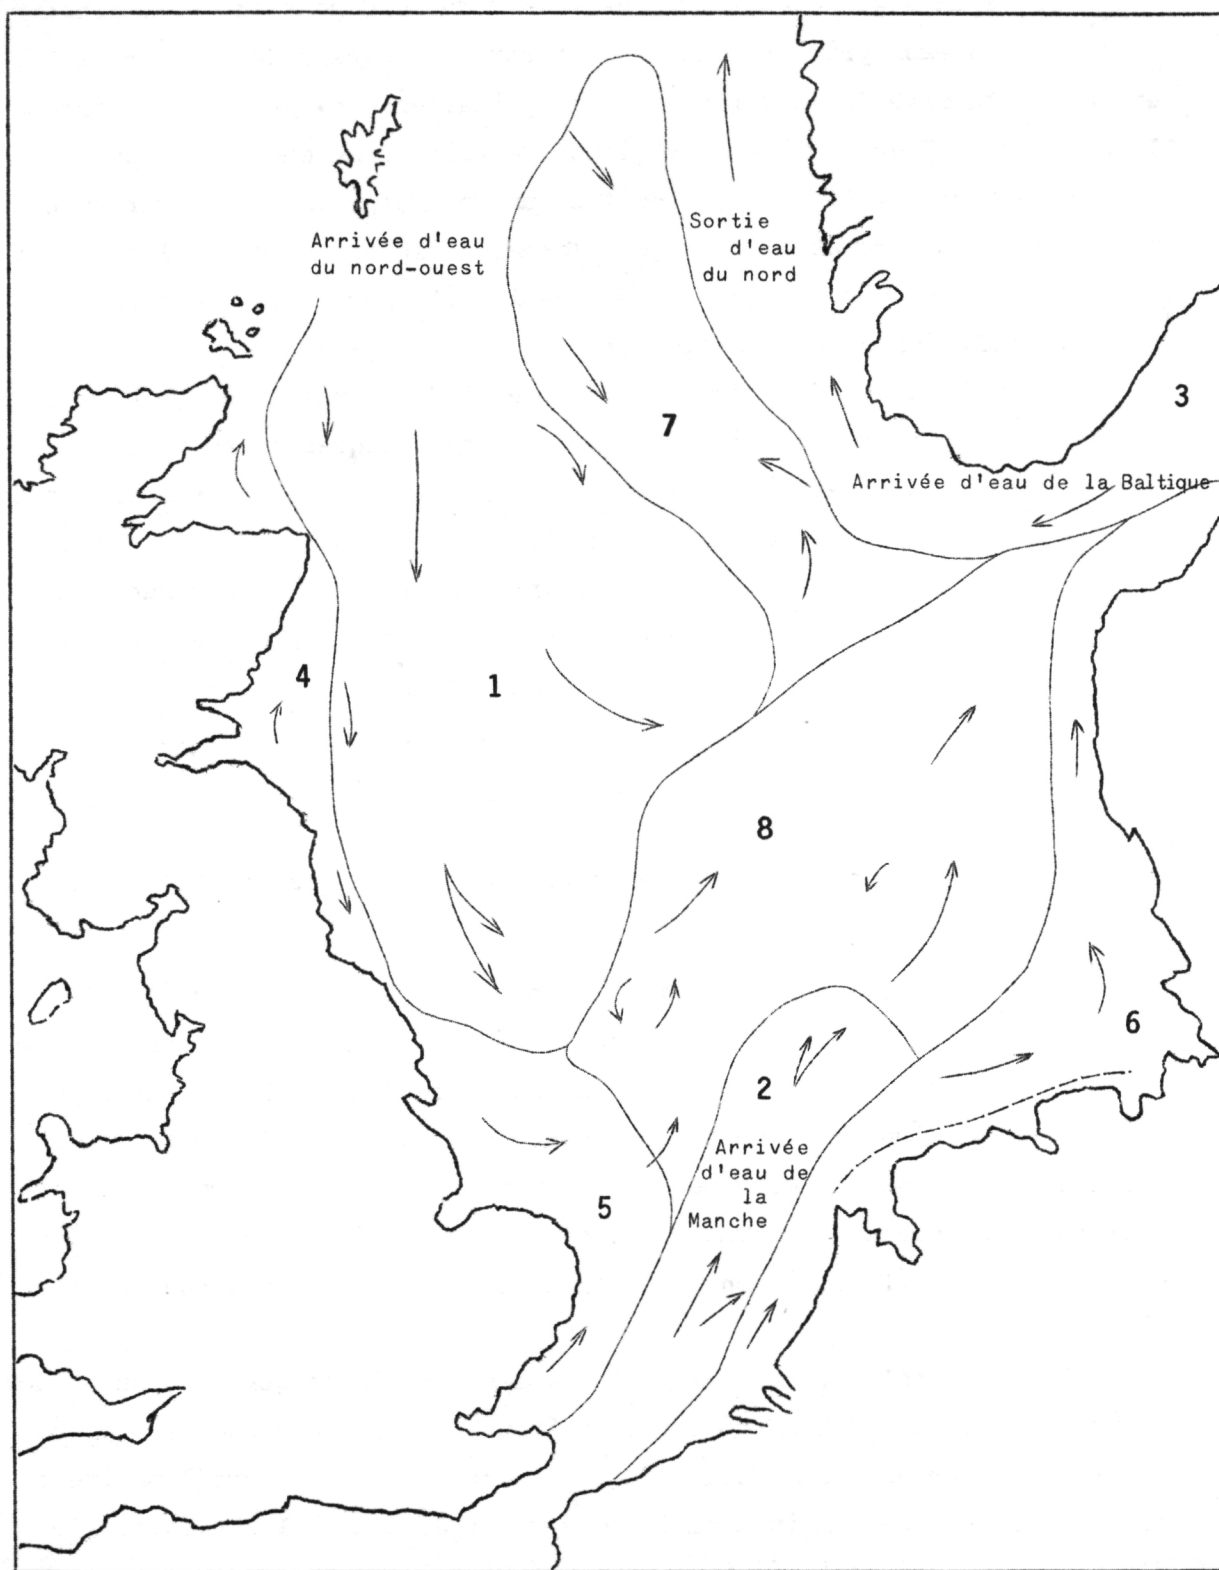 Sortie
d'eau
du nord
Arrivée d'eau
du nord-ouest
3
7
Arrivée d'eau de la Baltique
4
1
8
6
2
Arrivée
d'eau de
la
Manche
5